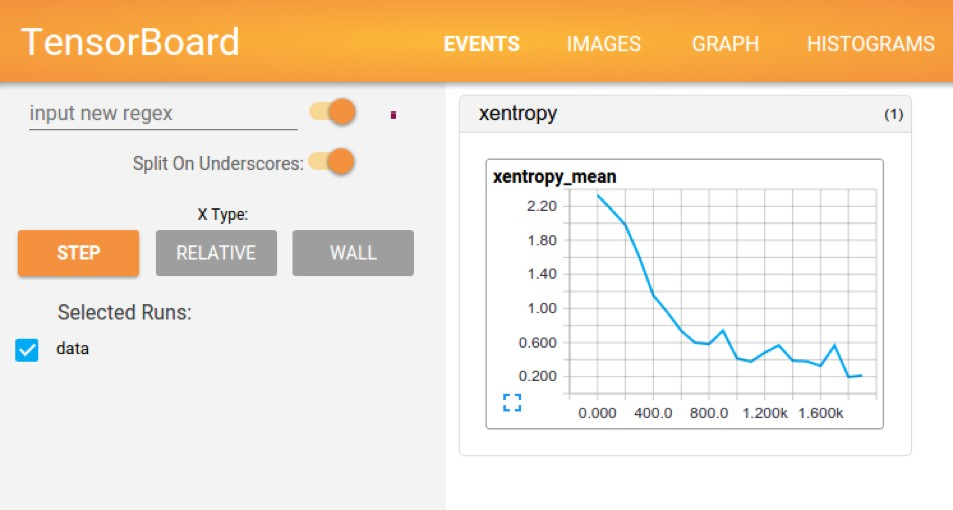 TensorBoard
EVENTS IMAGES GRAPH HISTOGRAMS
input new regex
Split On Underscores:
X Type:
STEP RELATIVE WALL
Selected Runs:
data
xentropy (1)
xentropy_mean
2.20
1.80
1.40
1.00
0.600
0.200
0.000 400.0 800.0 1.200k 1.600k